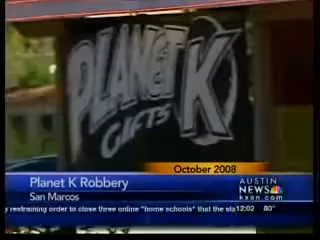 PLANET K
GIFTS
October 2008
Planet K Robbery
San Marcos
AUSTIN
NEWS
kxan.com
restraining order to close three online "home schools" that the sta
12:02 80°